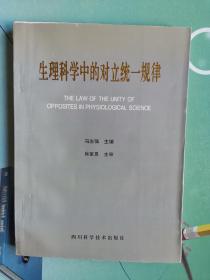 生理科学中的对立统一规律
THE LAW OF THE UNITY OF
OPPOSITES IN PHYSIOLOGICAL SCIENCE
主编
主审
四川科学技术出版社